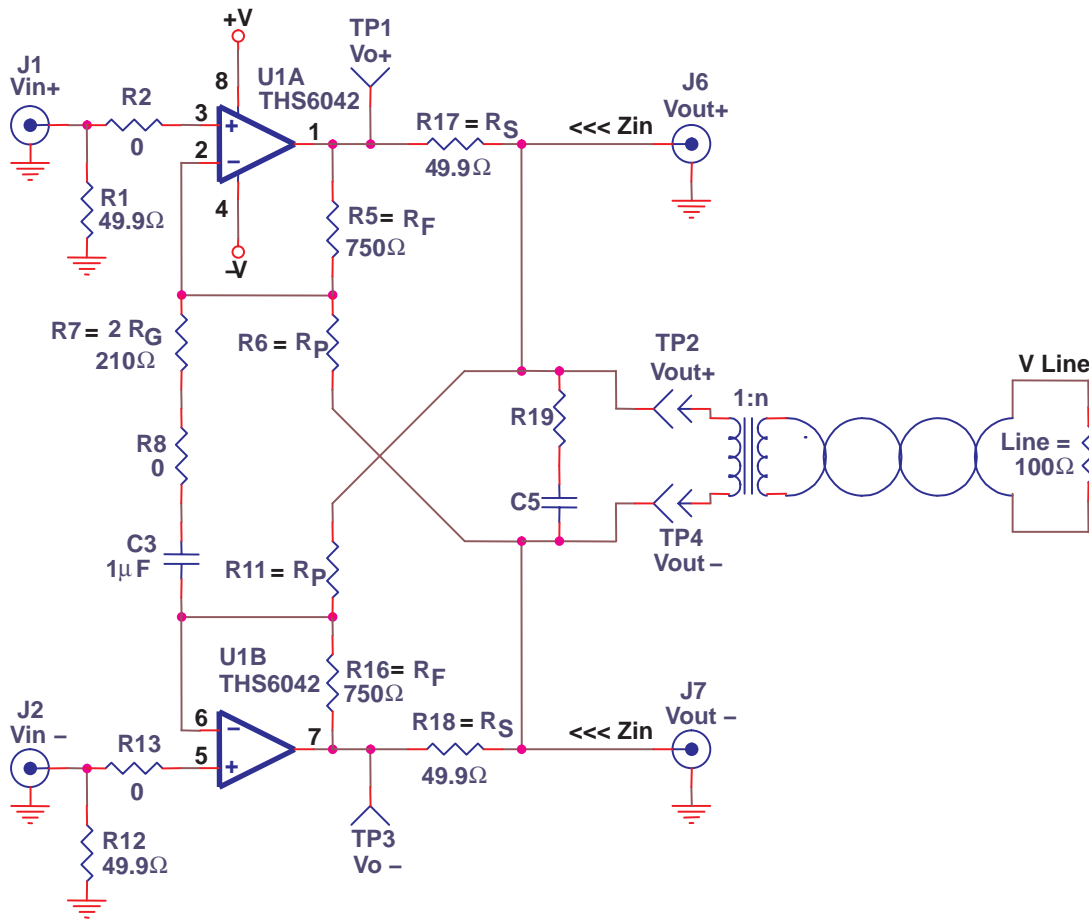 +V
TP1
Vo+
J1
Vin+
R2
0
8
3
2
4
U1A
THS6042
1
–V
R1
49.9Ω
R17 = RS
49.9Ω
<<< Zin
J6
Vout+
R5 = RF
750Ω
R7 = 2 RG
210Ω
R6 = RP
R8
0
C3
1μF
R11 = RP
R19
C5
TP2
Vout+
1:n
TP4
Vout –
V Line
Line =
100Ω
U1B
THS6042
R16 = RF
750Ω
J2
Vin –
R13
0
6
5
7
R18 = RS
49.9Ω
<<< Zin
J7
Vout –
R12
49.9Ω
TP3
Vo –